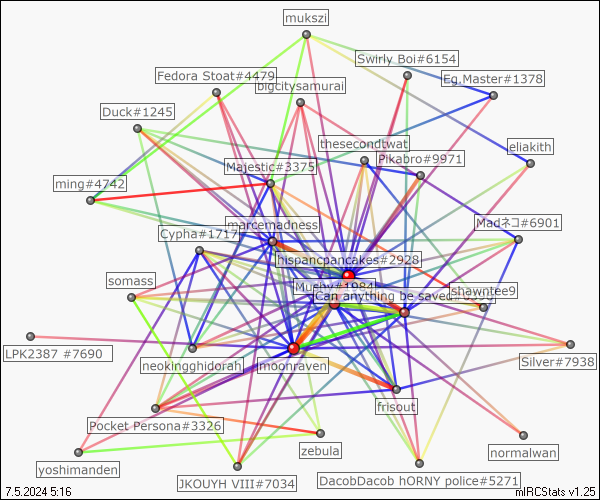 mukszi
Swirly Boi#6154
Fedora Stoat#4479
Eg.Master#1378
bigcitysamurai
Duck#1245
thesecondtwat
eliakith
Pikabro#9971
Majestic#3375
ming#4742
marcemadness
Madネコ#6901
Cypha#1717
hispancpancakes#2928
somass
Mucny#1984
shawntee9
Can anything be saved
LPK2387 #7690
neokingghidorah
moonraven
Silver#7938
frisout
Pocket Persona#3326
zebula
normalwan
yoshimanden
JKOUYH VIII#7034
DacobDacob hORNY police#5271
7.5.2024 5:16
mIRCStats v1.25